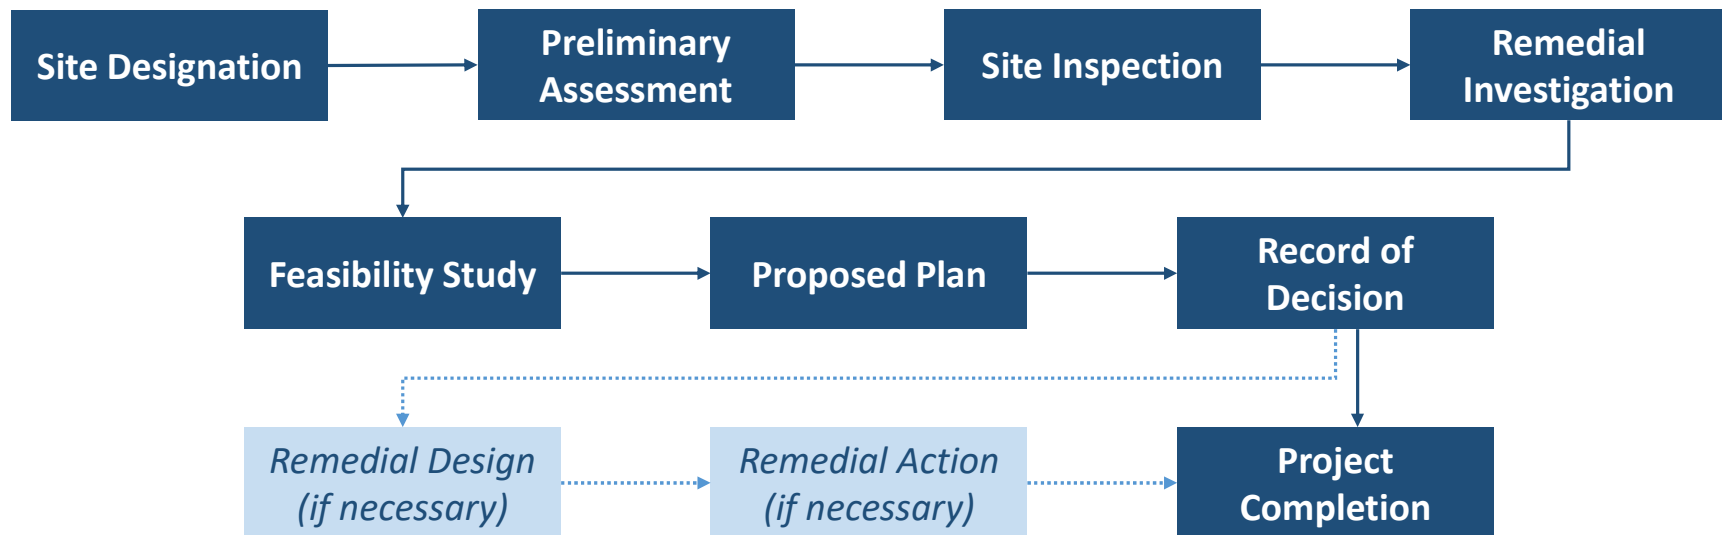 Site Designation
Preliminary
Assessment
Site Inspection
Remedial
Investigation
Feasibility Study
Proposed Plan
Record of
Decision
Remedial Design
(if necessary)
Remedial Action
(if necessary)
Project
Completion